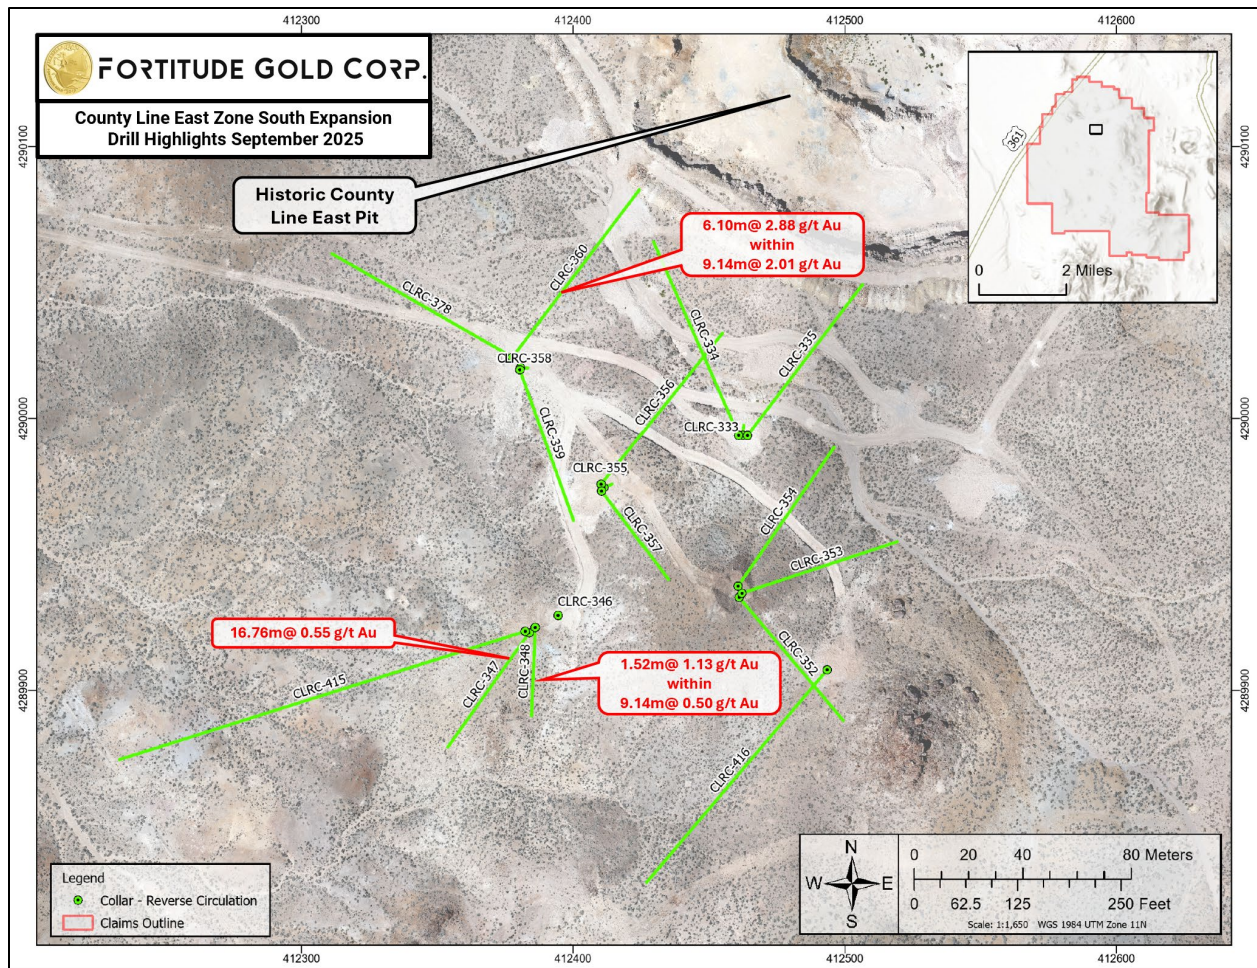 412300
412400
412500
412600
FORTITUDE GOLD CORP.
County Line East Zone South Expansion
Drill Highlights September 2025
4290100
4290100
361
0
2 Miles
Historic County
Line East Pit
6.10m@ 2.88 g/t Au
within
9.14m@ 2.01 g/t Au
CLRC-360
CLRC-378
CLRC-334
CLRC-335
CLRC-358
CLRC-356
4290000
4290000
CLRC-333
CLRC-359
CLRC-355
CLRC-354
CLRC-357
CLRC-353
CLRC-346
16.76m@ 0.55 g/t Au
CLRC-352
CLRC-348
CLRC-347
CLRC-415
1.52m@ 1.13 g/t Au
within
9.14m@ 0.50 g/t Au
4289900
4289900
CLRC-416
Legend
Collar - Reverse Circulation
Claims Outline
N
W
E
S
0 20 40 80 Meters
0 62.5 125 250 Feet
Scale: 1:1,650 WGS 1984 UTM Zone 11N
412300
412400
412500
412600